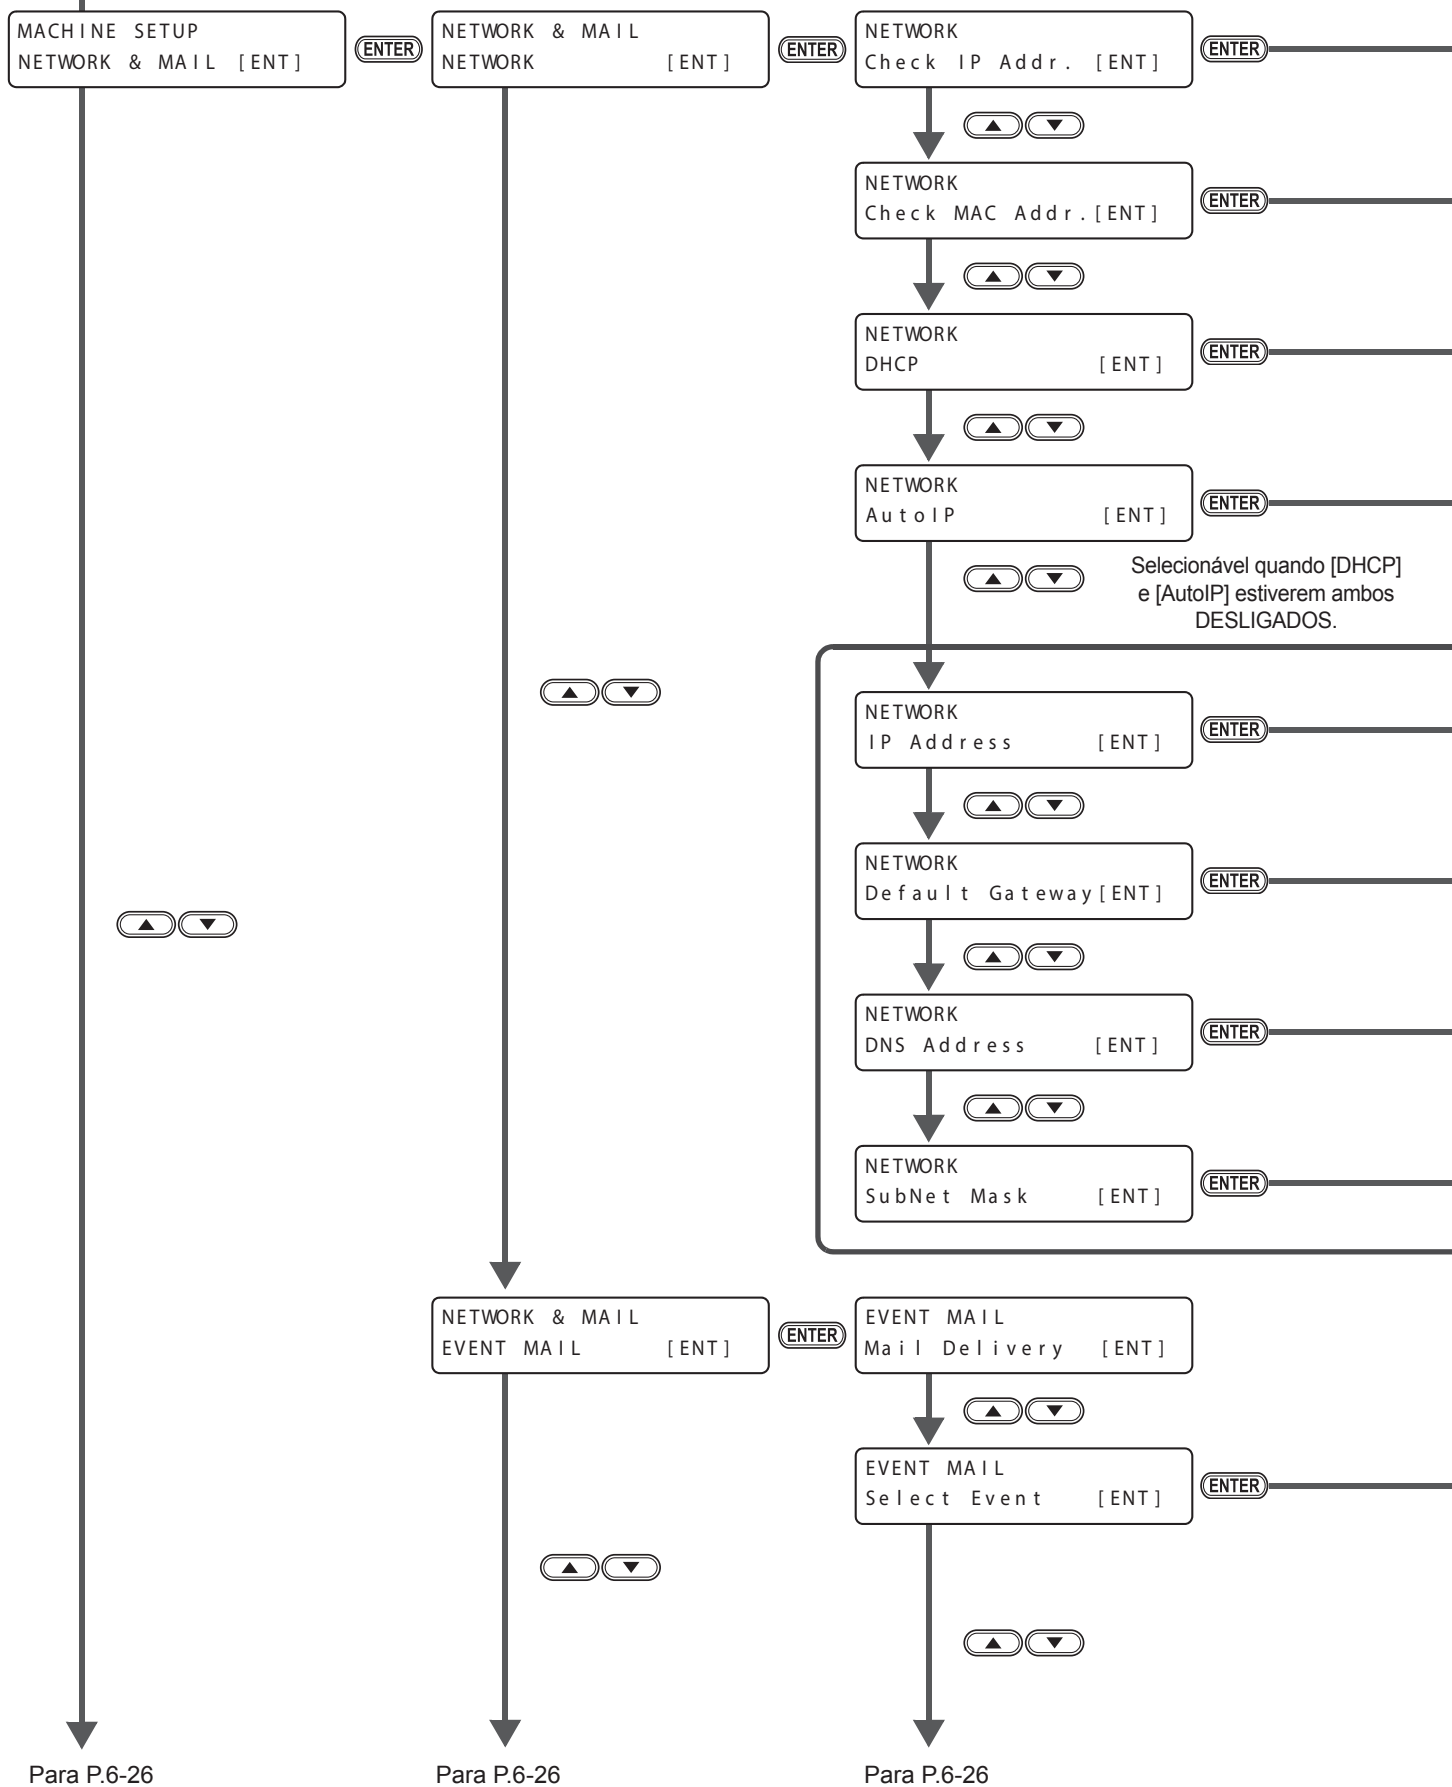 MACHINE SETUP
NETWORK & MAIL [ENT]
ENTER
NETWORK & MAIL
NETWORK [ENT]
ENTER
NETWORK
Check IP Addr. [ENT]
ENTER
NETWORK
Check MAC Addr.[ENT]
ENTER
NETWORK
DHCP [ENT]
ENTER
NETWORK
AutoIP [ENT]
ENTER
Selecionável quando [DHCP]
e [AutoIP] estiverem ambos
DESLIGADOS.
NETWORK
IP Address [ENT]
ENTER
NETWORK
Default Gateway[ENT]
ENTER
NETWORK
DNS Address [ENT]
ENTER
NETWORK
SubNet Mask [ENT]
ENTER
NETWORK & MAIL
EVENT MAIL [ENT]
ENTER
EVENT MAIL
Mail Delivery [ENT]
EVENT MAIL
Select Event [ENT]
ENTER
Para P.6-26
Para P.6-26
Para P.6-26